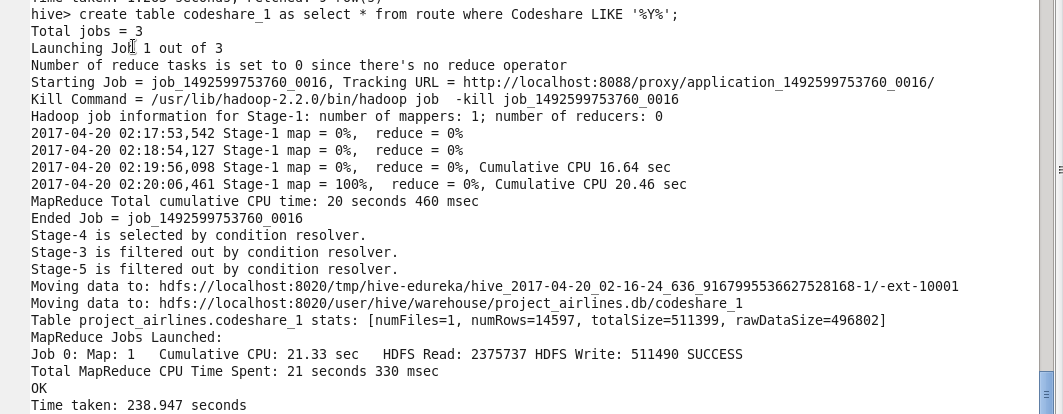 hive> create table codeshare_1 as select * from route where Codeshare LIKE '%Y%';
Total jobs = 3
Launching Job 1 out of 3
Number of reduce tasks is set to 0 since there's no reduce operator
Starting Job = job_1492599753760_0016, Tracking URL = http://localhost:8088/proxy/application_1492599753760_0016/
Kill Command = /usr/lib/hadoop-2.2.0/bin/hadoop job  -kill job_1492599753760_0016
Hadoop job information for Stage-1: number of mappers: 1; number of reducers: 0
2017-04-20 02:17:53,542 Stage-1 map = 0%,  reduce = 0%
2017-04-20 02:18:54,127 Stage-1 map = 0%,  reduce = 0%
2017-04-20 02:19:56,098 Stage-1 map = 0%,  reduce = 0%, Cumulative CPU 16.64 sec
2017-04-20 02:20:06,461 Stage-1 map = 100%,  reduce = 0%, Cumulative CPU 20.46 sec
MapReduce Total cumulative CPU time: 20 seconds 460 msec
Ended Job = job_1492599753760_0016
Stage-4 is selected by condition resolver.
Stage-3 is filtered out by condition resolver.
Stage-5 is filtered out by condition resolver.
Moving data to: hdfs://localhost:8020/tmp/hive-edureka/hive_2017-04-20_02-16-24_636_9167995536627528168-1/-ext-10001
Moving data to: hdfs://localhost:8020/user/hive/warehouse/project_airlines.db/codeshare_1
Table project_airlines.codeshare_1 stats: [numFiles=1, numRows=14597, totalSize=511399, rawDataSize=496802]
MapReduce Jobs Launched:
Job 0: Map: 1   Cumulative CPU: 21.33 sec   HDFS Read: 2375737 HDFS Write: 511490 SUCCESS
Total MapReduce CPU Time Spent: 21 seconds 330 msec
OK
Time taken: 238.947 seconds